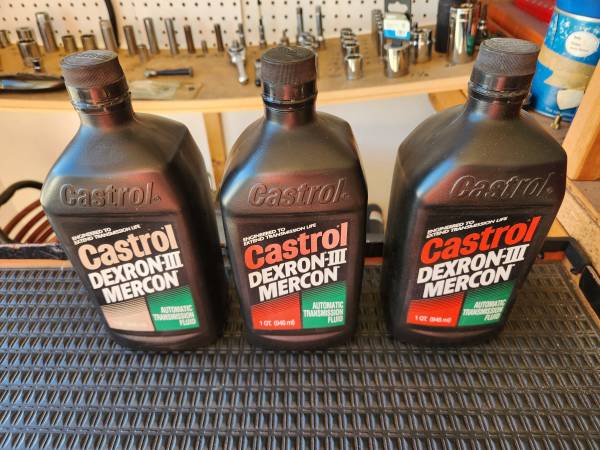 Castrol
ENGINEERED TO
EXTEND TRANSMISSION LIFE
Castrol
DEXRON-III
MERCON
AUTOMATIC
TRANSMISSION
FLUID
Castrol
ENGINEERED TO
EXTEND TRANSMISSION LIFE
Castrol
DEXRON-III
MERCON
AUTOMATIC
TRANSMISSION
FLUID
1 QT. (946 ml)
Castrol
ENGINEERED TO
EXTEND TRANSMISSION LIFE
Castrol
DEXRON-III
MERCON
AUTOMATIC
TRANSMISSION
FLUID
1 QT. (946 ml)